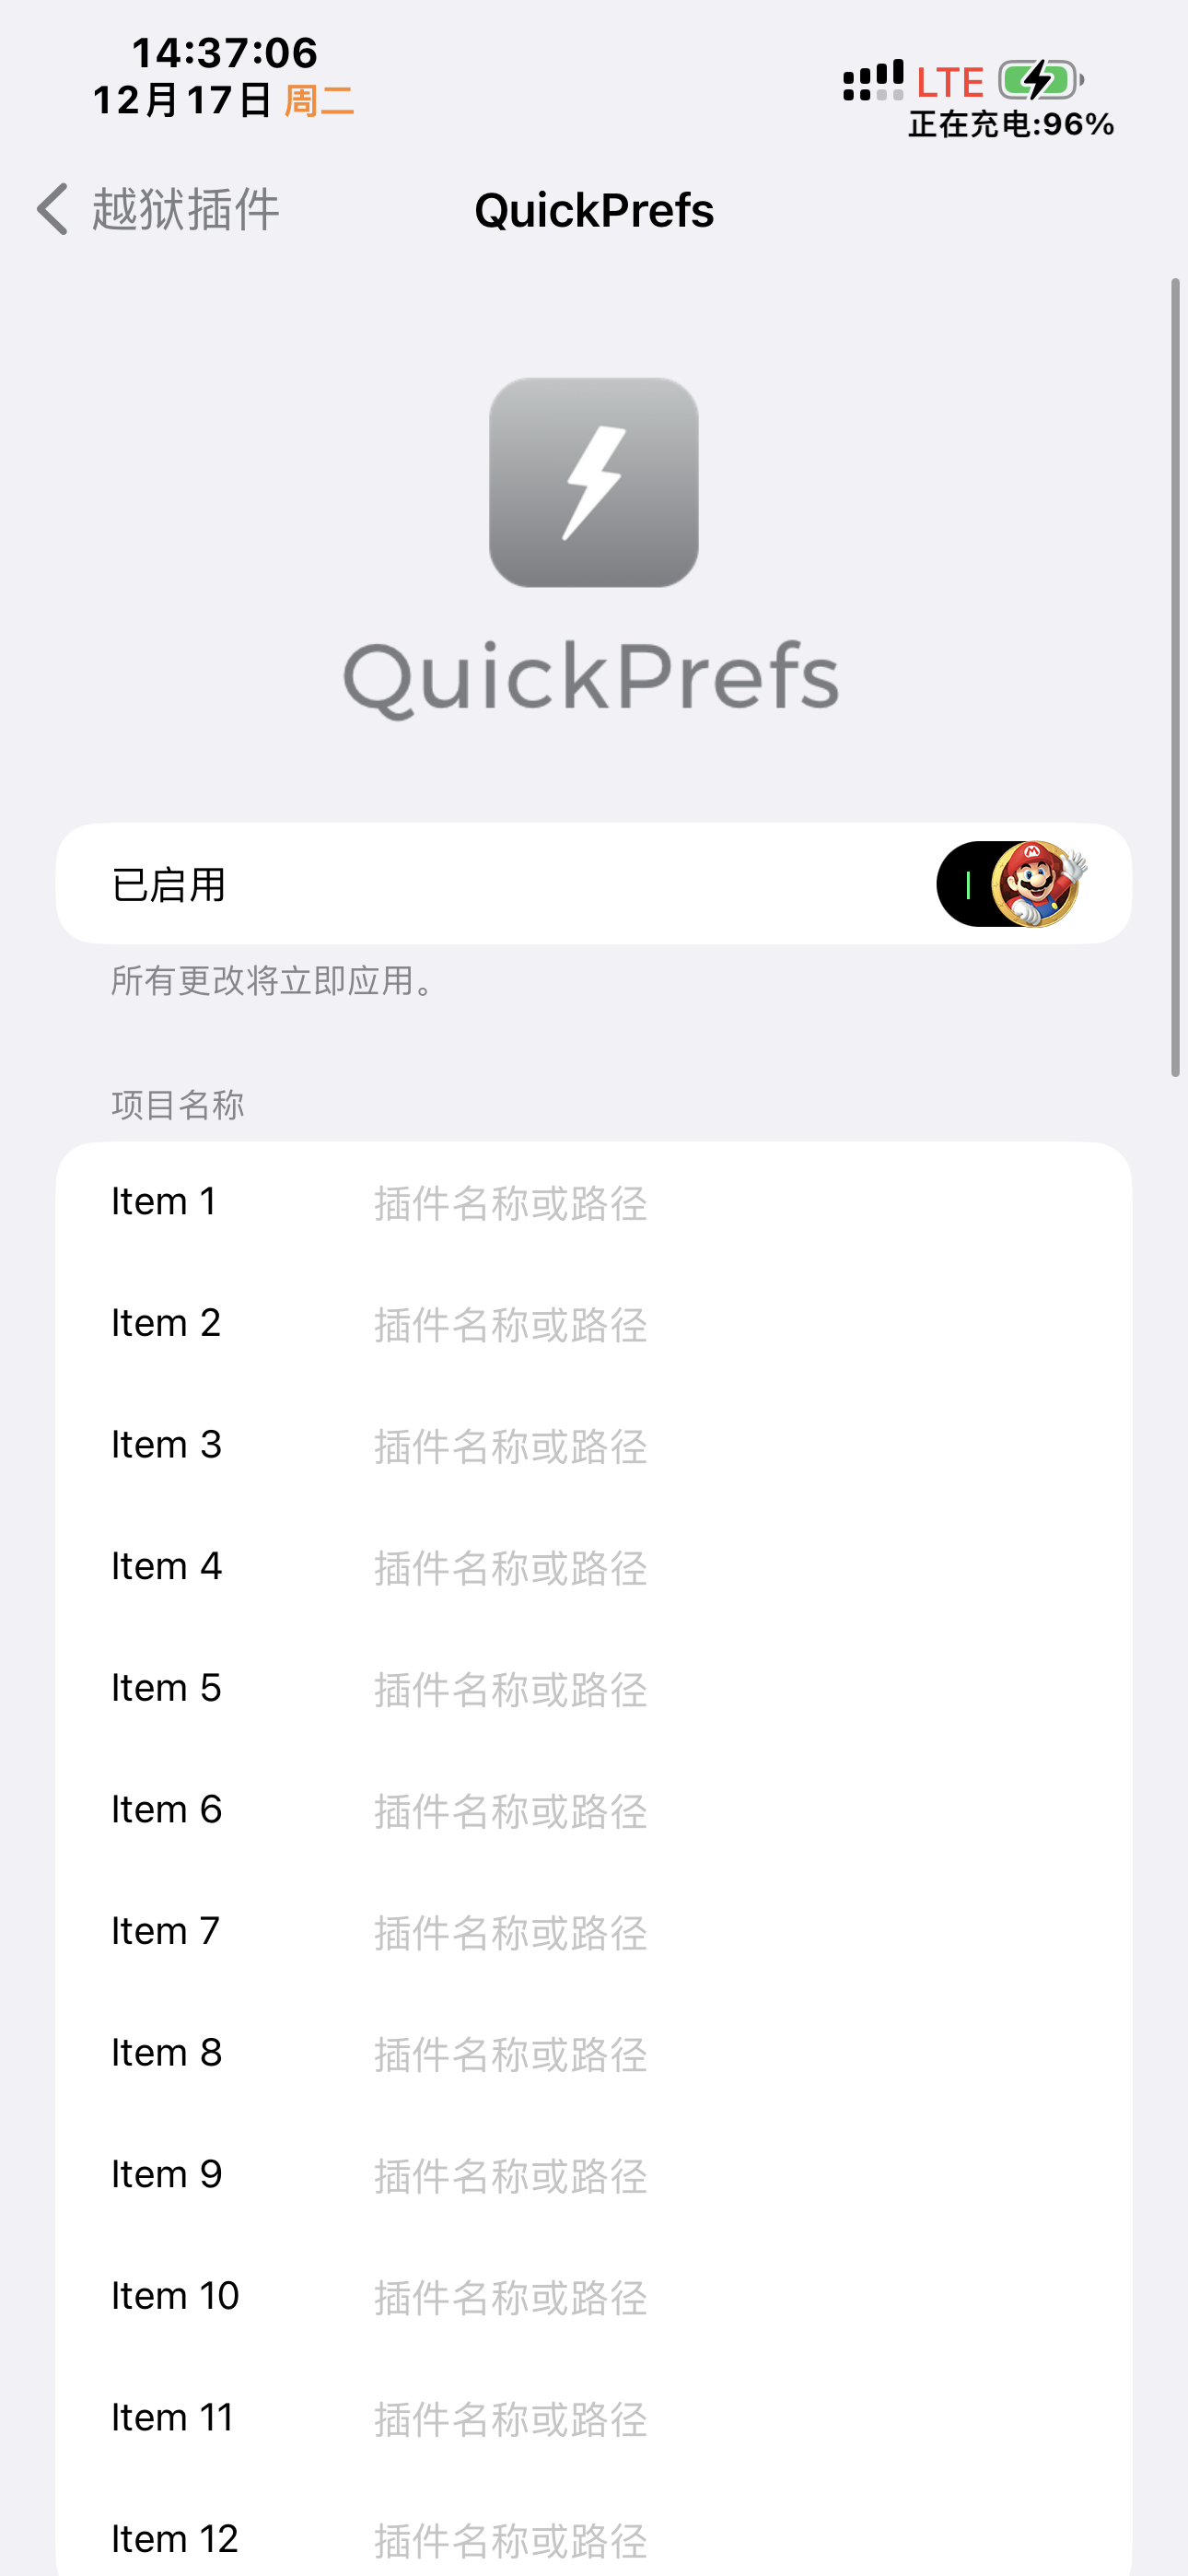 14:37:06
12月17日 周二
LTE
正在充电:96%
越狱插件
QuickPrefs
QuickPrefs
已启用
所有更改将立即应用。
项目名称
Item 1 插件名称或路径
Item 2 插件名称或路径
Item 3 插件名称或路径
Item 4 插件名称或路径
Item 5 插件名称或路径
Item 6 插件名称或路径
Item 7 插件名称或路径
Item 8 插件名称或路径
Item 9 插件名称或路径
Item 10 插件名称或路径
Item 11 插件名称或路径
Item 12 插件名称或路径